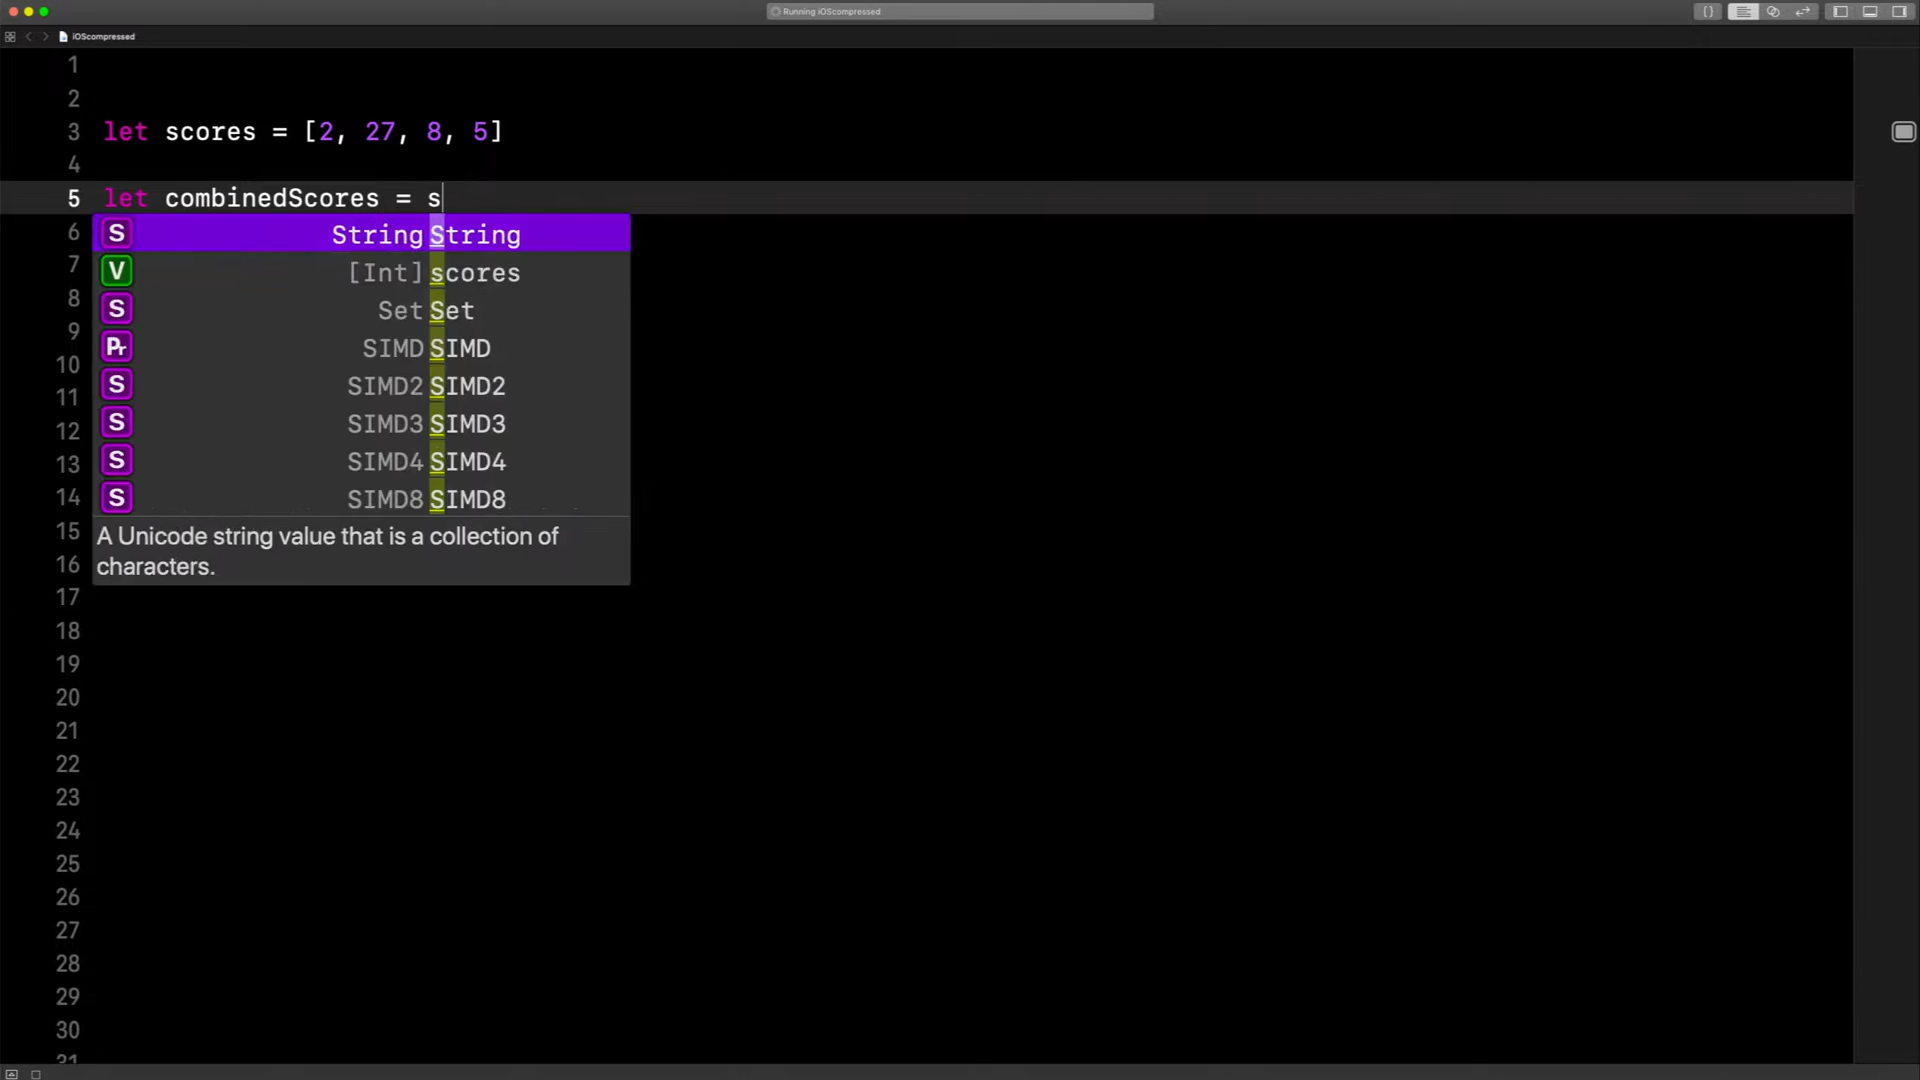 Running iOScompressed
iOScompressed
1
2
3 let scores = [2, 27, 8, 5]
4
5 let combinedScores = s
6 S String String
7 V [Int] scores
8 S Set Set
9 Pr SIMD SIMD
10 S SIMD2 SIMD2
11
12 S SIMD3 SIMD3
13 S SIMD4 SIMD4
14 S SIMD8 SIMD8
15 A Unicode string value that is a collection of
16 characters.
17
18
19
20
21
22
23
24
25
26
27
28
29
30
31